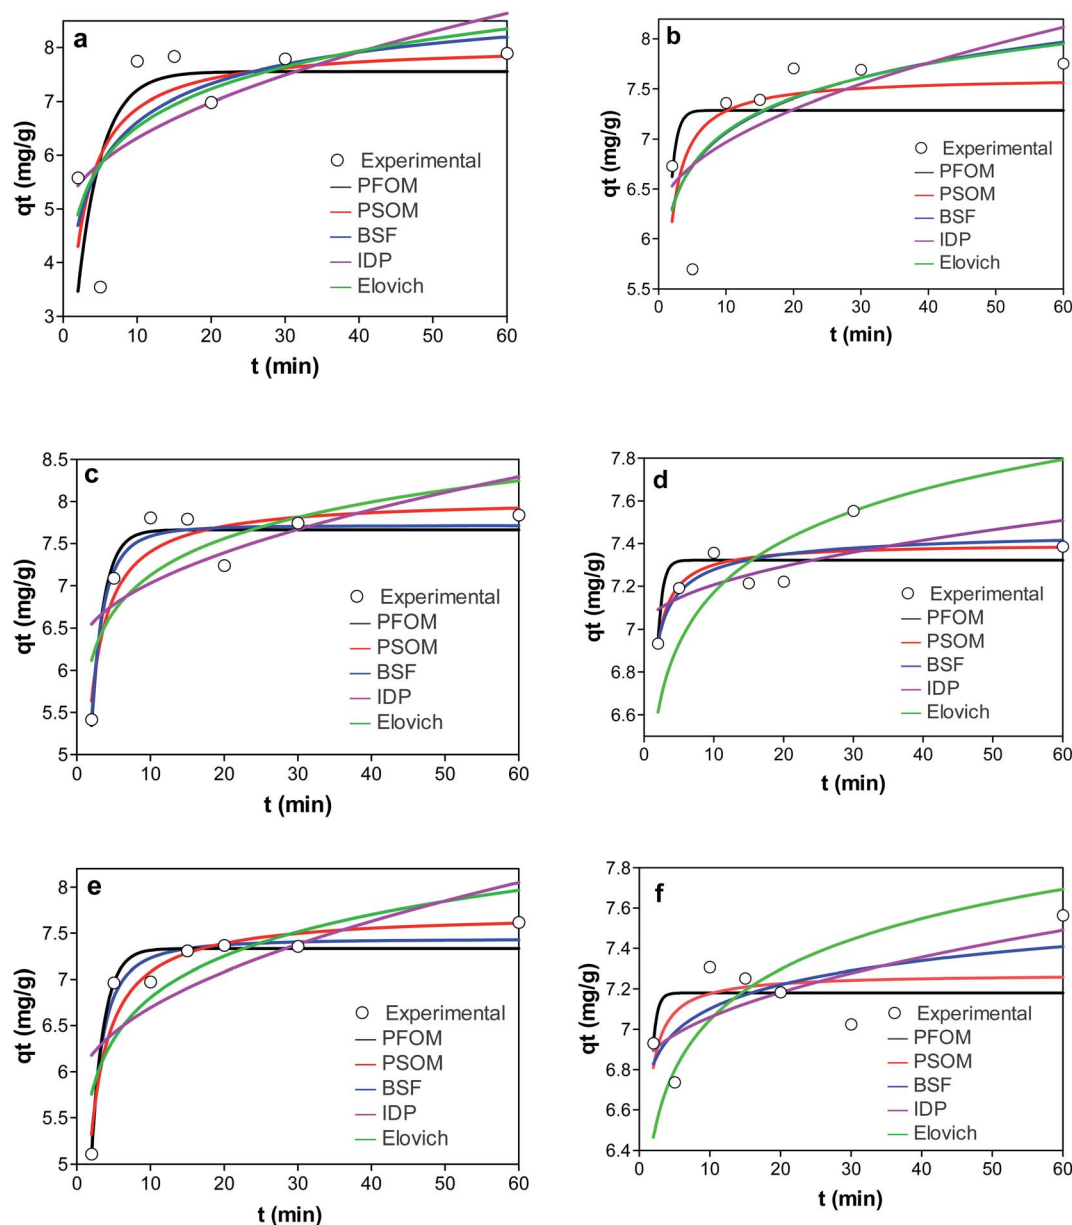 a
qt (mg/g)
8
7
6
5
4
3
0
10
20
30
40
50
60
t (min)
Experimental
PFOM
PSOM
BSF
IDP
Elovich
b
qt (mg/g)
8
7.5
7
6.5
6
5.5
0
10
20
30
40
50
60
t (min)
Experimental
PFOM
PSOM
BSF
IDP
Elovich
c
qt (mg/g)
8.5
8
7.5
7
6.5
6
5.5
5
0
10
20
30
40
50
60
t (min)
Experimental
PFOM
PSOM
BSF
IDP
Elovich
d
qt (mg/g)
7.8
7.6
7.4
7.2
7
6.8
6.6
0
10
20
30
40
50
60
t (min)
Experimental
PFOM
PSOM
BSF
IDP
Elovich
e
qt (mg/g)
8
7.5
7
6.5
6
5.5
5
0
10
20
30
40
50
60
t (min)
Experimental
PFOM
PSOM
BSF
IDP
Elovich
f
qt (mg/g)
7.8
7.6
7.4
7.2
7
6.8
6.6
6.4
0
10
20
30
40
50
60
t (min)
Experimental
PFOM
PSOM
BSF
IDP
Elovich